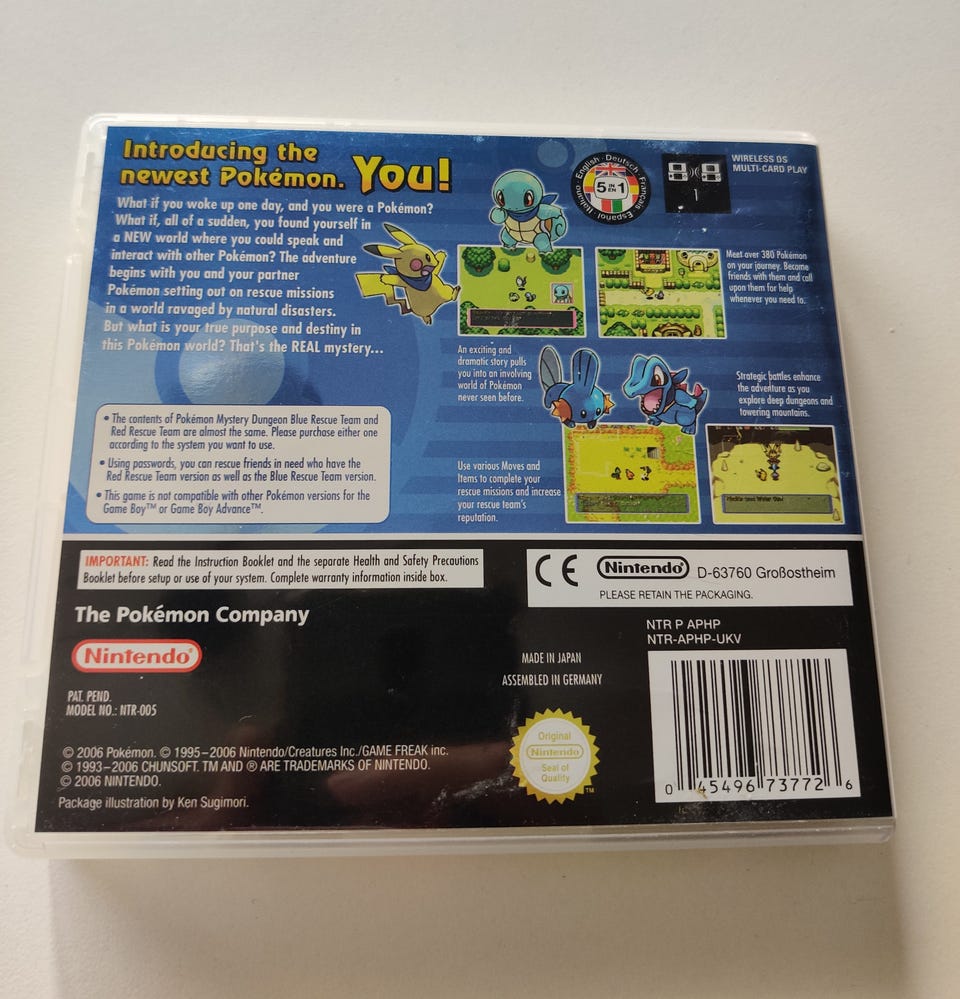 Introducing the
newest Pokémon. You!
What if you woke up one day, and you were a Pokémon?
What if, all of a sudden, you found yourself in
a NEW world where you could speak and
interact with other Pokémon? The adventure
begins with you and your partner
Pokémon setting out on rescue missions
in a world ravaged by natural disasters.
But what is your true purpose and destiny in
this Pokémon world? That's the REAL mystery...
English · Deutsch · Français · Español · Italiano
5 IN EN 1
1
WIRELESS DS
MULTI-CARD PLAY
Meet over 380 Pokémon
on your journey. Become
friends with them and call
upon them for help
whenever you need to.
An exciting and
dramatic story pulls
you into an involving
world of Pokémon
never seen before.
Strategic battles enhance
the adventure as you
explore deep dungeons and
towering mountains.
Use various Moves and
Items to complete your
rescue missions and increase
your rescue team's
reputation.
• The contents of Pokémon Mystery Dungeon Blue Rescue Team and
Red Rescue Team are almost the same. Please purchase either one
according to the system you want to use.
• Using passwords, you can rescue friends in need who have the
Red Rescue Team version as well as the Blue Rescue Team version.
• This game is not compatible with other Pokémon versions for the
Game Boy™ or Game Boy Advance™.
IMPORTANT: Read the Instruction Booklet and the separate Health and Safety Precautions
Booklet before setup or use of your system. Complete warranty information inside box.
CE Nintendo® D-63760 Großostheim
PLEASE RETAIN THE PACKAGING.
The Pokémon Company
Nintendo®
PAT. PEND.
MODEL NO.: NTR-005
MADE IN JAPAN
ASSEMBLED IN GERMANY
NTR P APHP
NTR-APHP-UKV
© 2006 Pokémon. © 1995–2006 Nintendo/Creatures Inc./GAME FREAK inc.
© 1993–2006 CHUNSOFT. TM AND ® ARE TRADEMARKS OF NINTENDO.
© 2006 NINTENDO.
Package illustration by Ken Sugimori.
Original
Nintendo
Seal of
Quality
TM
0 45496 73772 6